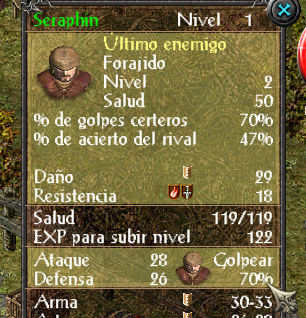 Seraphin Nivel 1
Ultimo enemigo
Forajido
Nivel 2
Salud 50
% de golpes certeros 70%
% de acierto del rival 47%
Daño 29
Resistencia 18
Salud 119/119
EXP para subir nivel 122
Ataque 28 Golpear
Defensa 26 70%
Arma 30-33